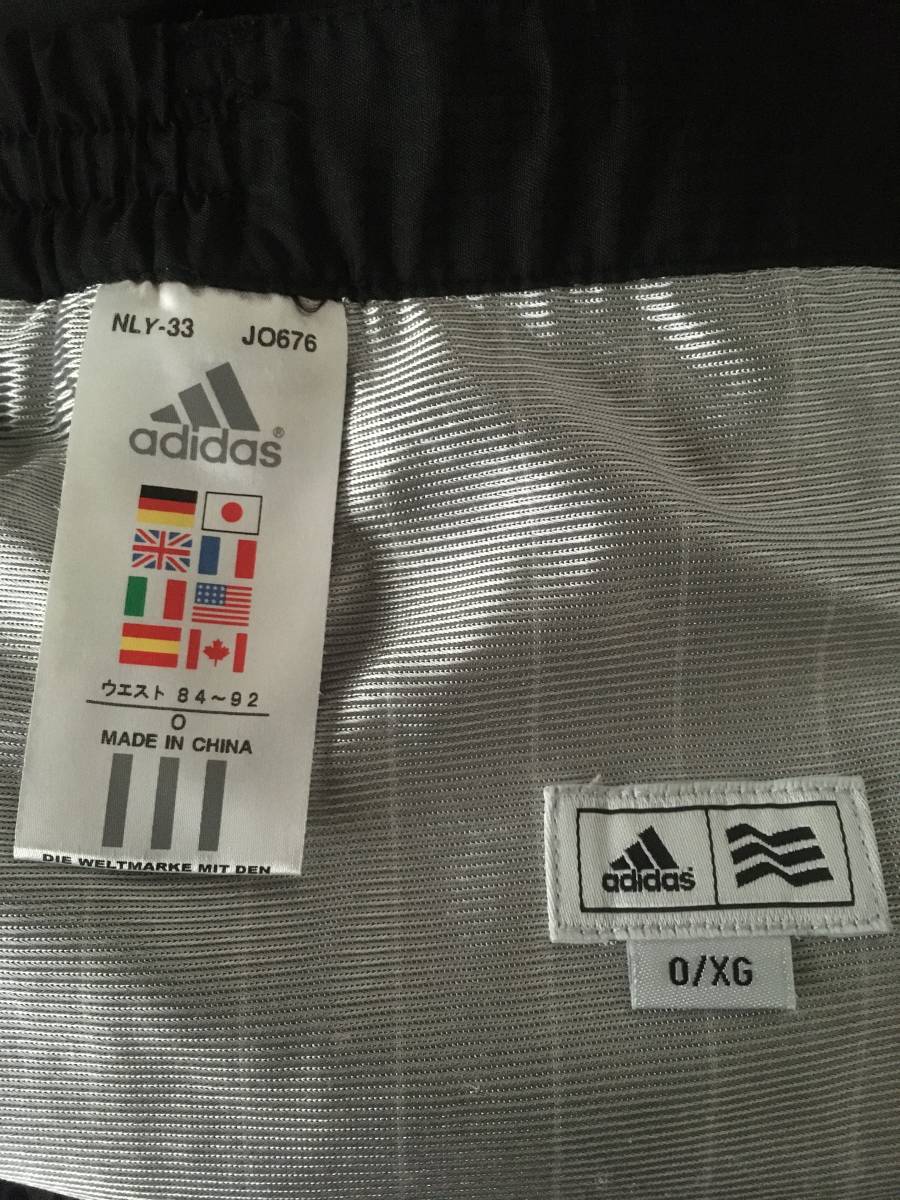 NLY-33 JO676
adidas®
ウエスト 84～92
O
MADE IN CHINA
DIE WELTMARKE MIT DEN
adidas
O/XG